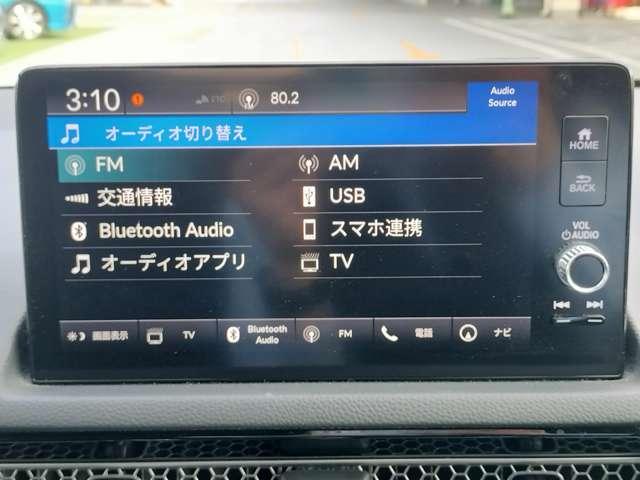 3:10 ETC FM 80.2 Audio Source
オーディオ切り替え
FM AM
交通情報 USB
Bluetooth Audio スマホ連携
オーディオアプリ TV
画面表示 TV Bluetooth Audio FM 電話 ナビ
HOME
BACK
VOL
AUDIO